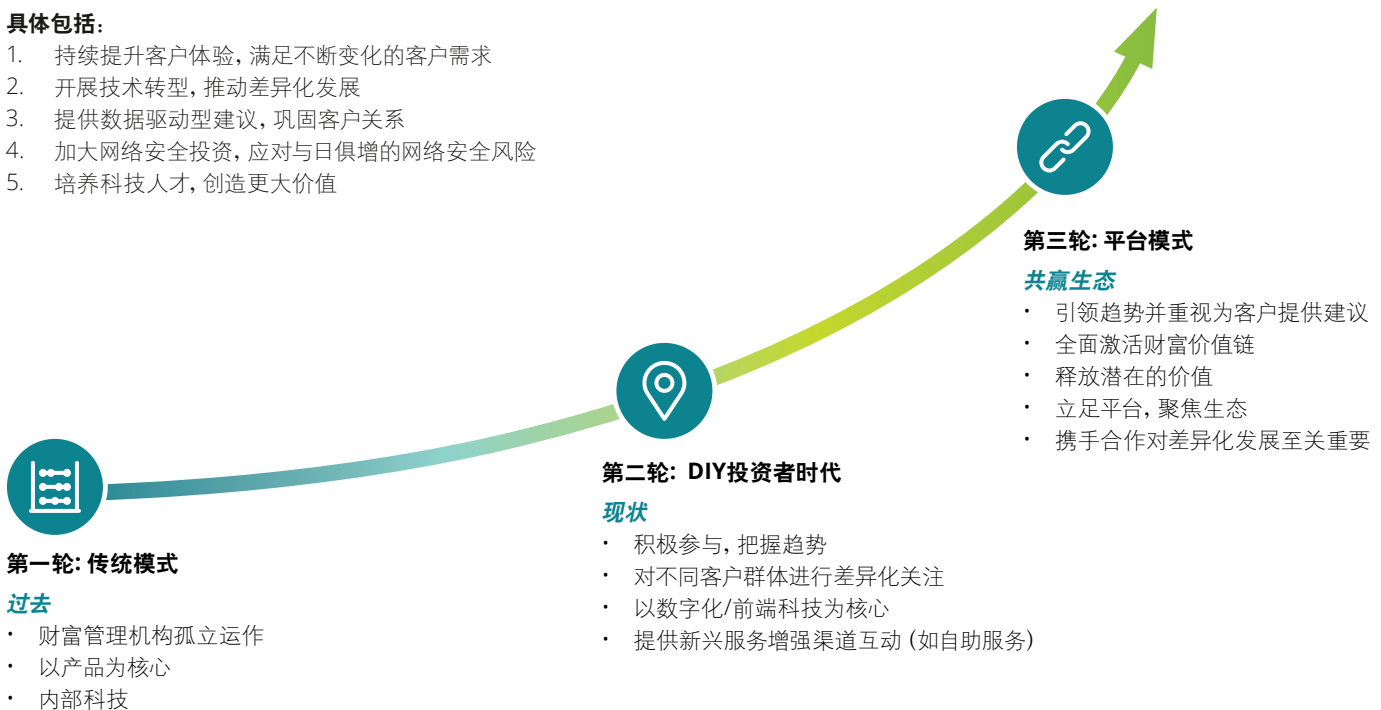 具体包括：
1. 持续提升客户体验，满足不断变化的客户需求
2. 开展技术转型，推动差异化发展
3. 提供数据驱动型建议，巩固客户关系
4. 加大网络安全投资，应对与日俱增的网络安全风险
5. 培养科技人才，创造更大价值
第一轮：传统模式
过去
· 财富管理机构孤立运作
· 以产品为核心
· 内部科技
第二轮： DIY投资者时代
现状
· 积极参与，把握趋势
· 对不同客户群体进行差异化关注
· 以数字化/前端科技为核心
· 提供新兴服务增强渠道互动（如自助服务）
第三轮：平台模式
共赢生态
· 引领趋势并重视为客户提供建议
· 全面激活财富价值链
· 释放潜在的价值
· 立足平台，聚焦生态
· 携手合作对差异化发展至关重要